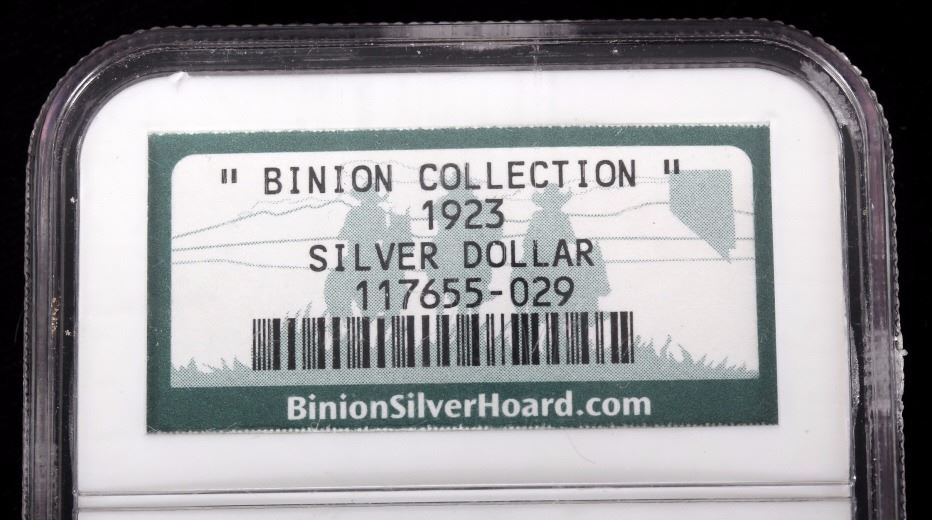 " BINION COLLECTION "
1923
SILVER DOLLAR
117655-029
BinionSilverHoard.com